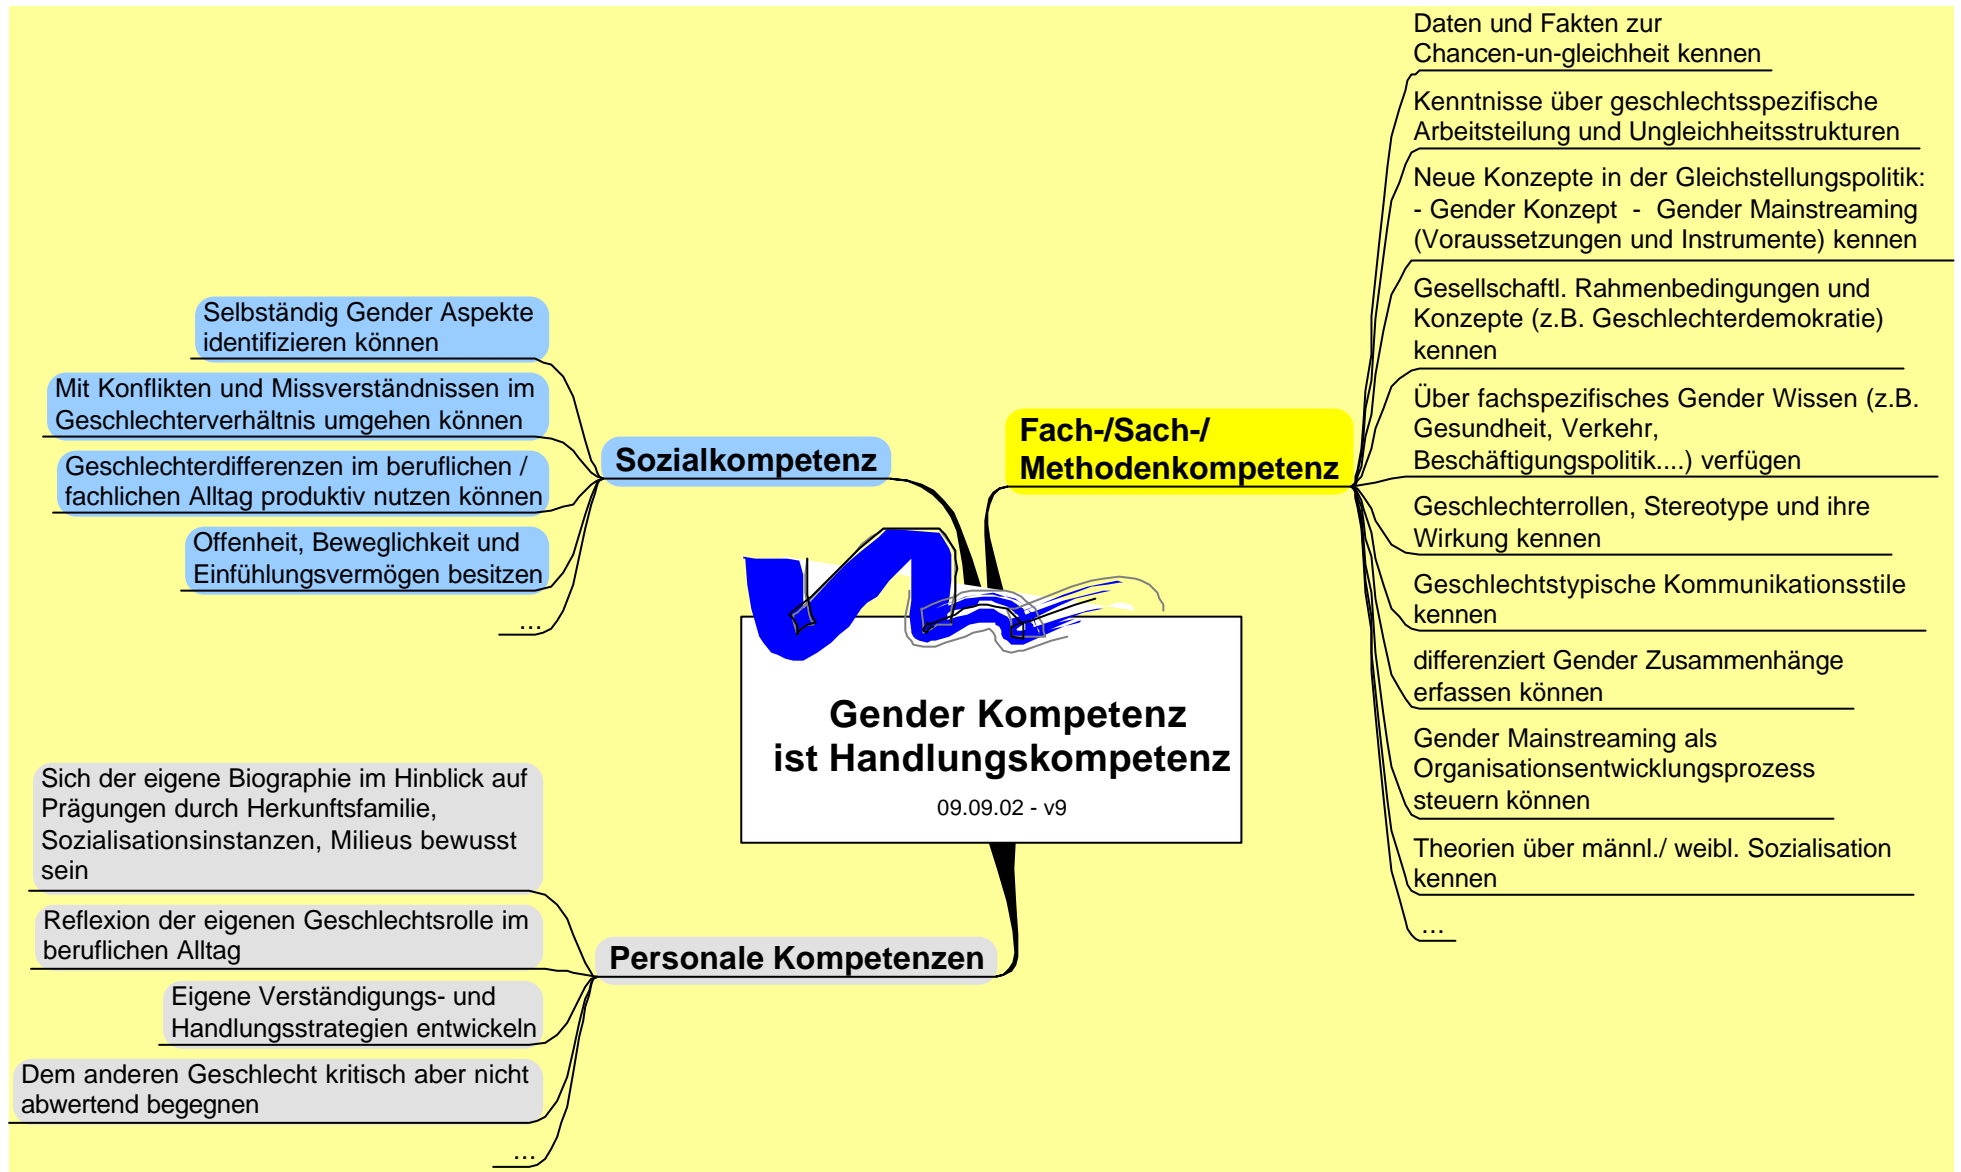 Gender Kompetenz
ist Handlungskompetenz
09.09.02 - v9
Fach-/Sach-/
Methodenkompetenz
Daten und Fakten zur
Chancen-un-gleichheit kennen
Kenntnisse über geschlechtsspezifische
Arbeitsteilung und Ungleichheitsstrukturen
Neue Konzepte in der Gleichstellungspolitik:
- Gender Konzept  -  Gender Mainstreaming
(Voraussetzungen und Instrumente) kennen
Gesellschaftl. Rahmenbedingungen und
Konzepte (z.B. Geschlechterdemokratie)
kennen
Über fachspezifisches Gender Wissen (z.B.
Gesundheit, Verkehr,
Beschäftigungspolitik....) verfügen
Geschlechterrollen, Stereotype und ihre
Wirkung kennen
Geschlechtstypische Kommunikationsstile
kennen
differenziert Gender Zusammenhänge
erfassen können
Gender Mainstreaming als
Organisationsentwicklungsprozess
steuern können
Theorien über männl./ weibl. Sozialisation
kennen
...
Sozialkompetenz
Selbständig Gender Aspekte
identifizieren können
Mit Konflikten und Missverständnissen im
Geschlechterverhältnis umgehen können
Geschlechterdifferenzen im beruflichen /
fachlichen Alltag produktiv nutzen können
Offenheit, Beweglichkeit und
Einfühlungsvermögen besitzen
...
Personale Kompetenzen
Sich der eigene Biographie im Hinblick auf
Prägungen durch Herkunftsfamilie,
Sozialisationsinstanzen, Milieus bewusst
sein
Reflexion der eigenen Geschlechtsrolle im
beruflichen Alltag
Eigene Verständigungs- und
Handlungsstrategien entwickeln
Dem anderen Geschlecht kritisch aber nicht
abwertend begegnen
...